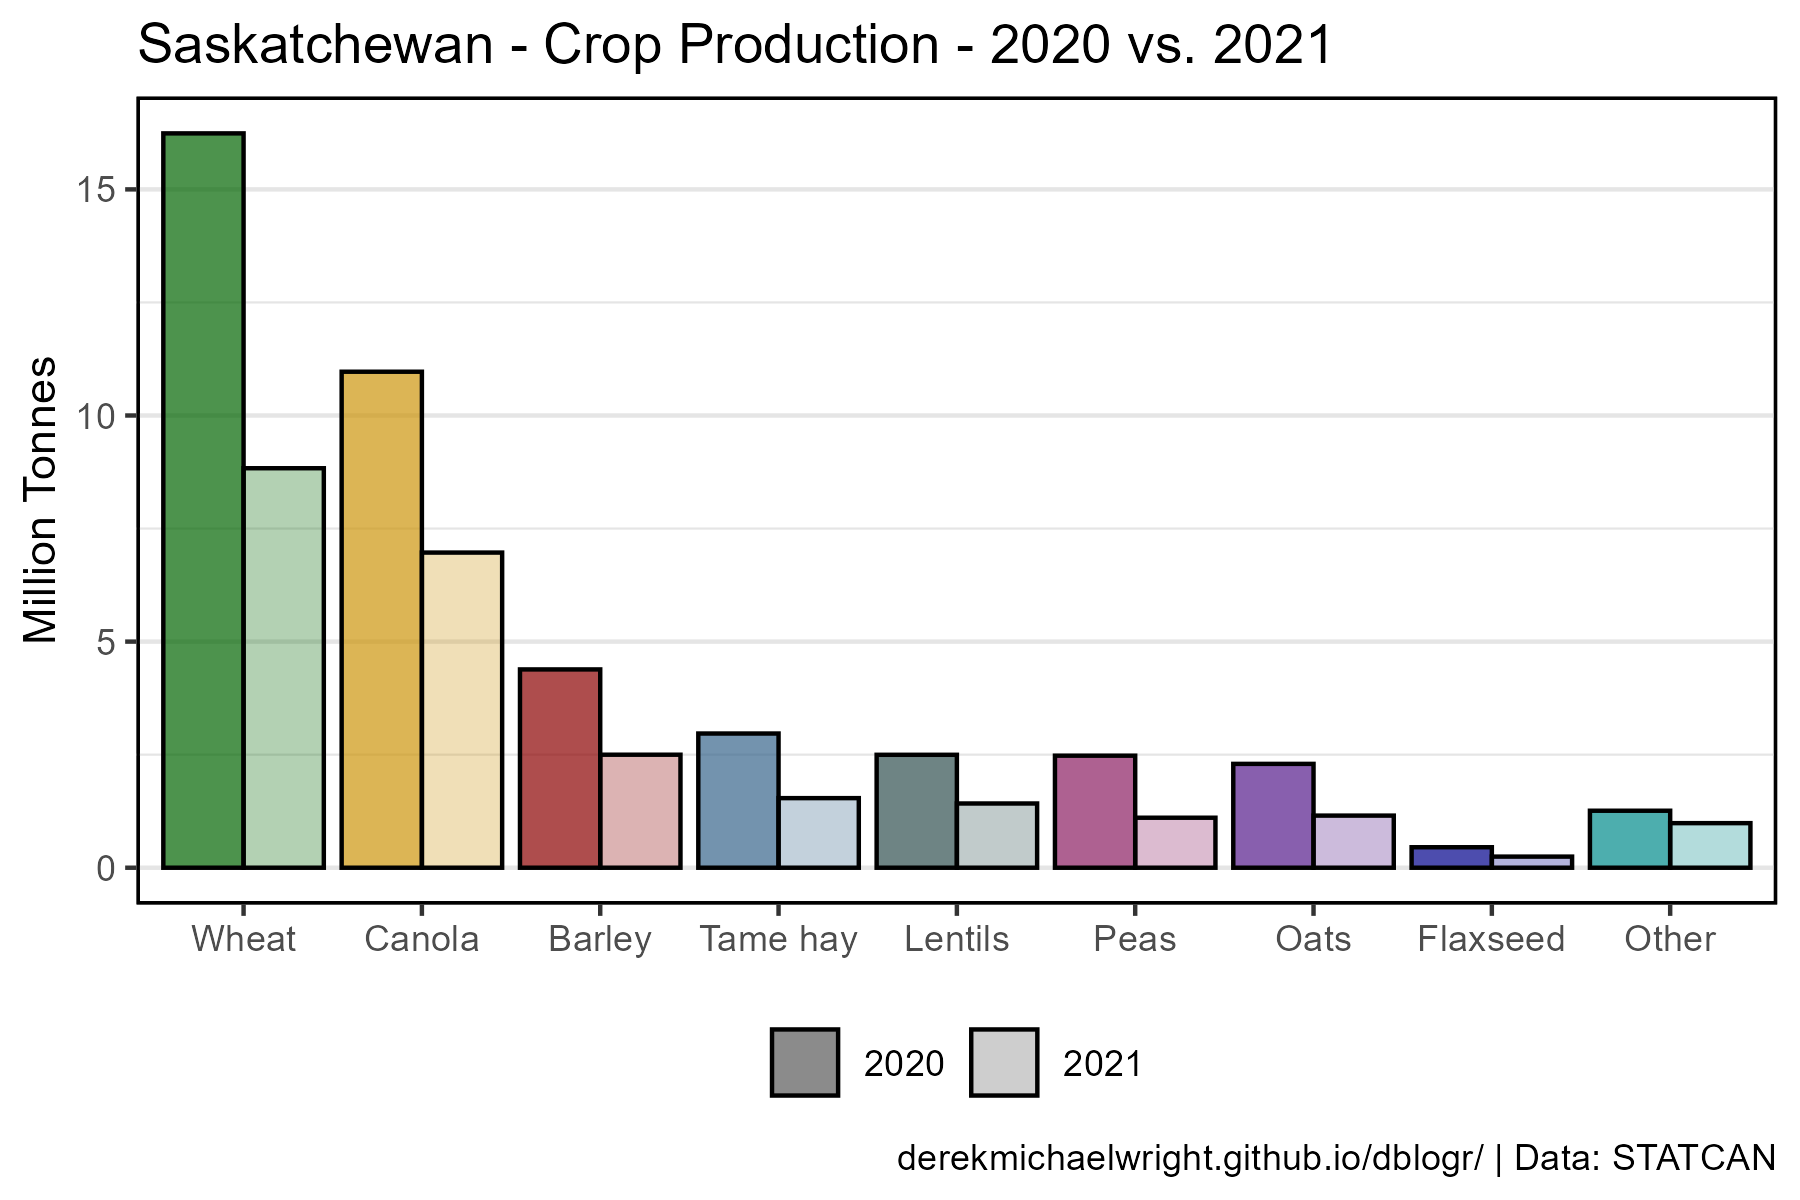 Saskatchewan - Crop Production - 2020 vs. 2021
Million Tonnes
15
10
5
0
Wheat Canola Barley Tame hay Lentils Peas Oats Flaxseed Other
2020 2021
derekmichaelwright.github.io/dblogr/ | Data: STATCAN